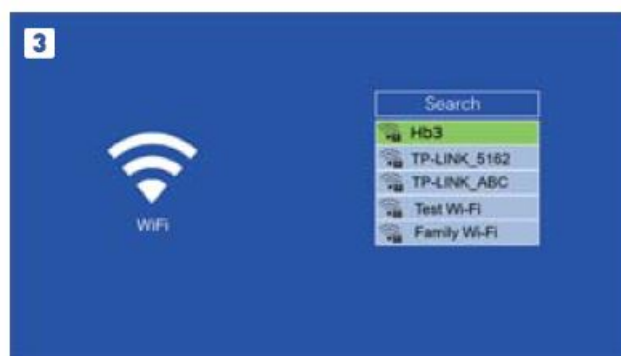 3
Search
Hb3
TP-LINK_5162
TP-LINK_ABC
Test Wi-Fi
Family Wi-Fi
WiFi